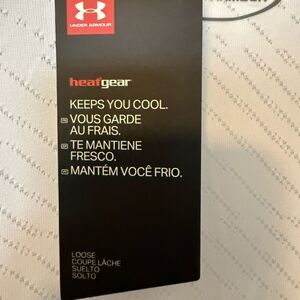 UNDER ARMOUR
heatgear
KEEPS YOU COOL.
VOUS GARDE
AU FRAIS.
TE MANTIENE
FRESCO.
MANTÉM VOCÊ FRIO.
LOOSE
COUPE LÂCHE
SUELTO
SOLTO